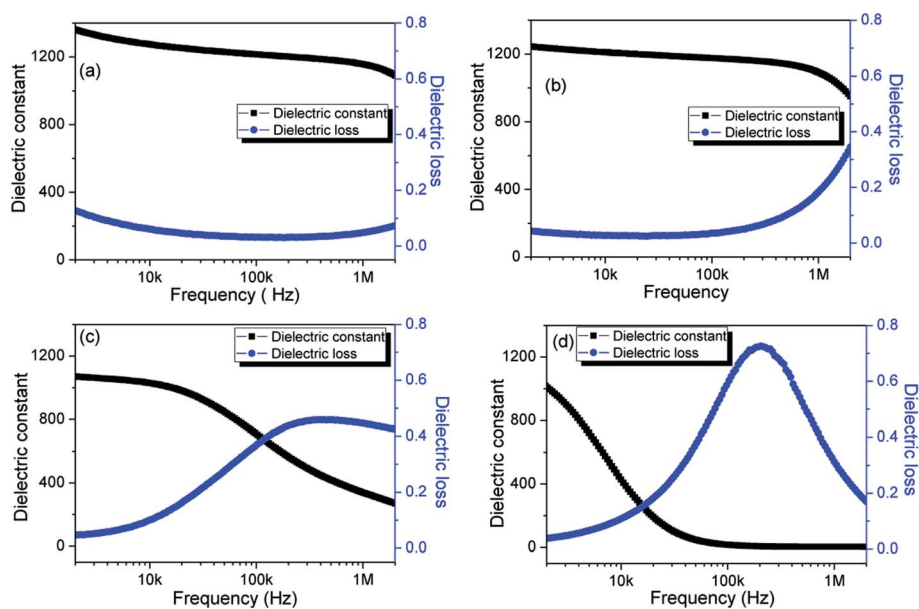 0.8
1200
(a)
0.6
Dielectric constant
Dielectric loss
800
0.4
400
0.2
0.0
0
10k 100k 1M
Frequency ( Hz)
Dielectric constant
Dielectric loss
0.8
1200
(b)
0.6
Dielectric constant
Dielectric loss
800
0.4
400
0.2
0.0
0
10k 100k 1M
Frequency
Dielectric constant
Dielectric loss
0.8
(c)
Dielectric constant
Dielectric loss
1200
0.6
800
0.4
400
0.2
0
0.0
10k 100k 1M
Frequency (Hz)
Dielectric constant
Dielectric loss
0.8
Dielectric constant
Dielectric loss
(d)
1200
0.6
800
0.4
400
0.2
0
0.0
10k 100k 1M
Frequency (Hz)
Dielectric constant
Dielectric loss